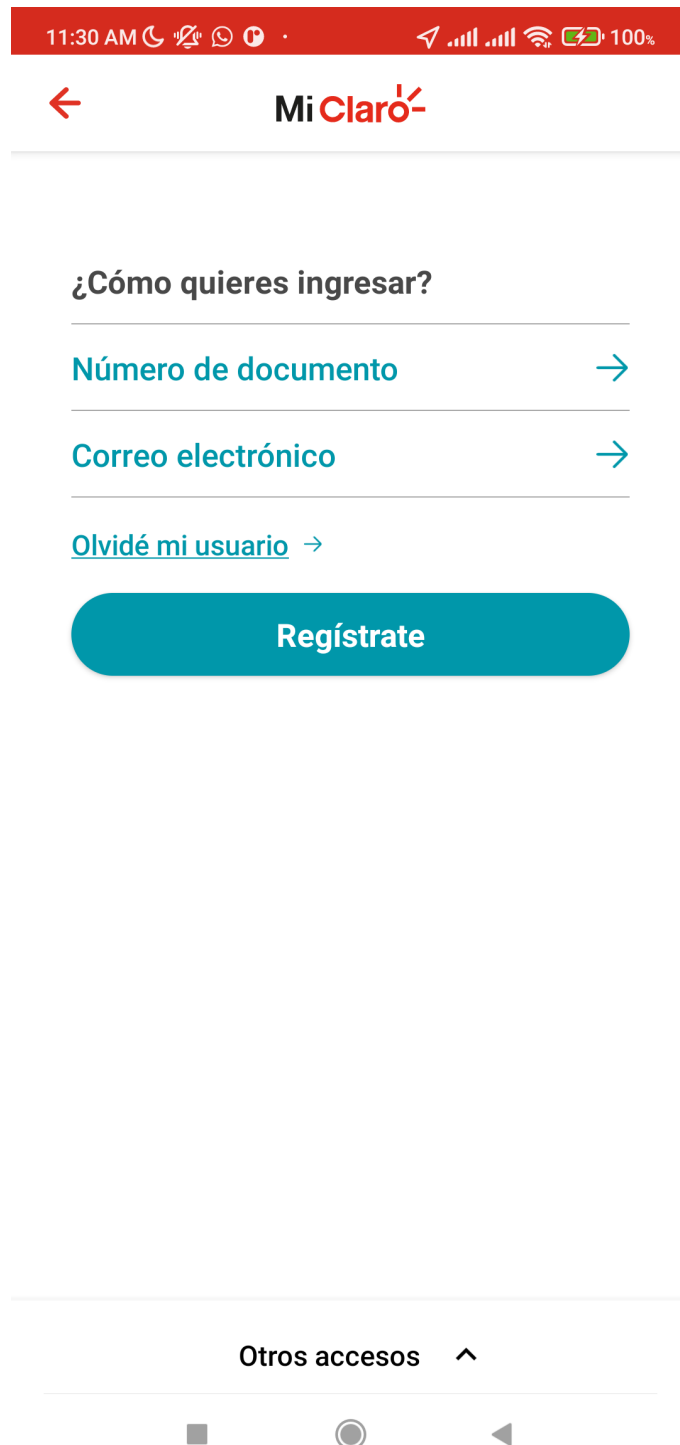 11:30 AM 100%
Mi Claro
¿Cómo quieres ingresar?
Número de documento
Correo electrónico
Olvidé mi usuario
Regístrate
Otros accesos